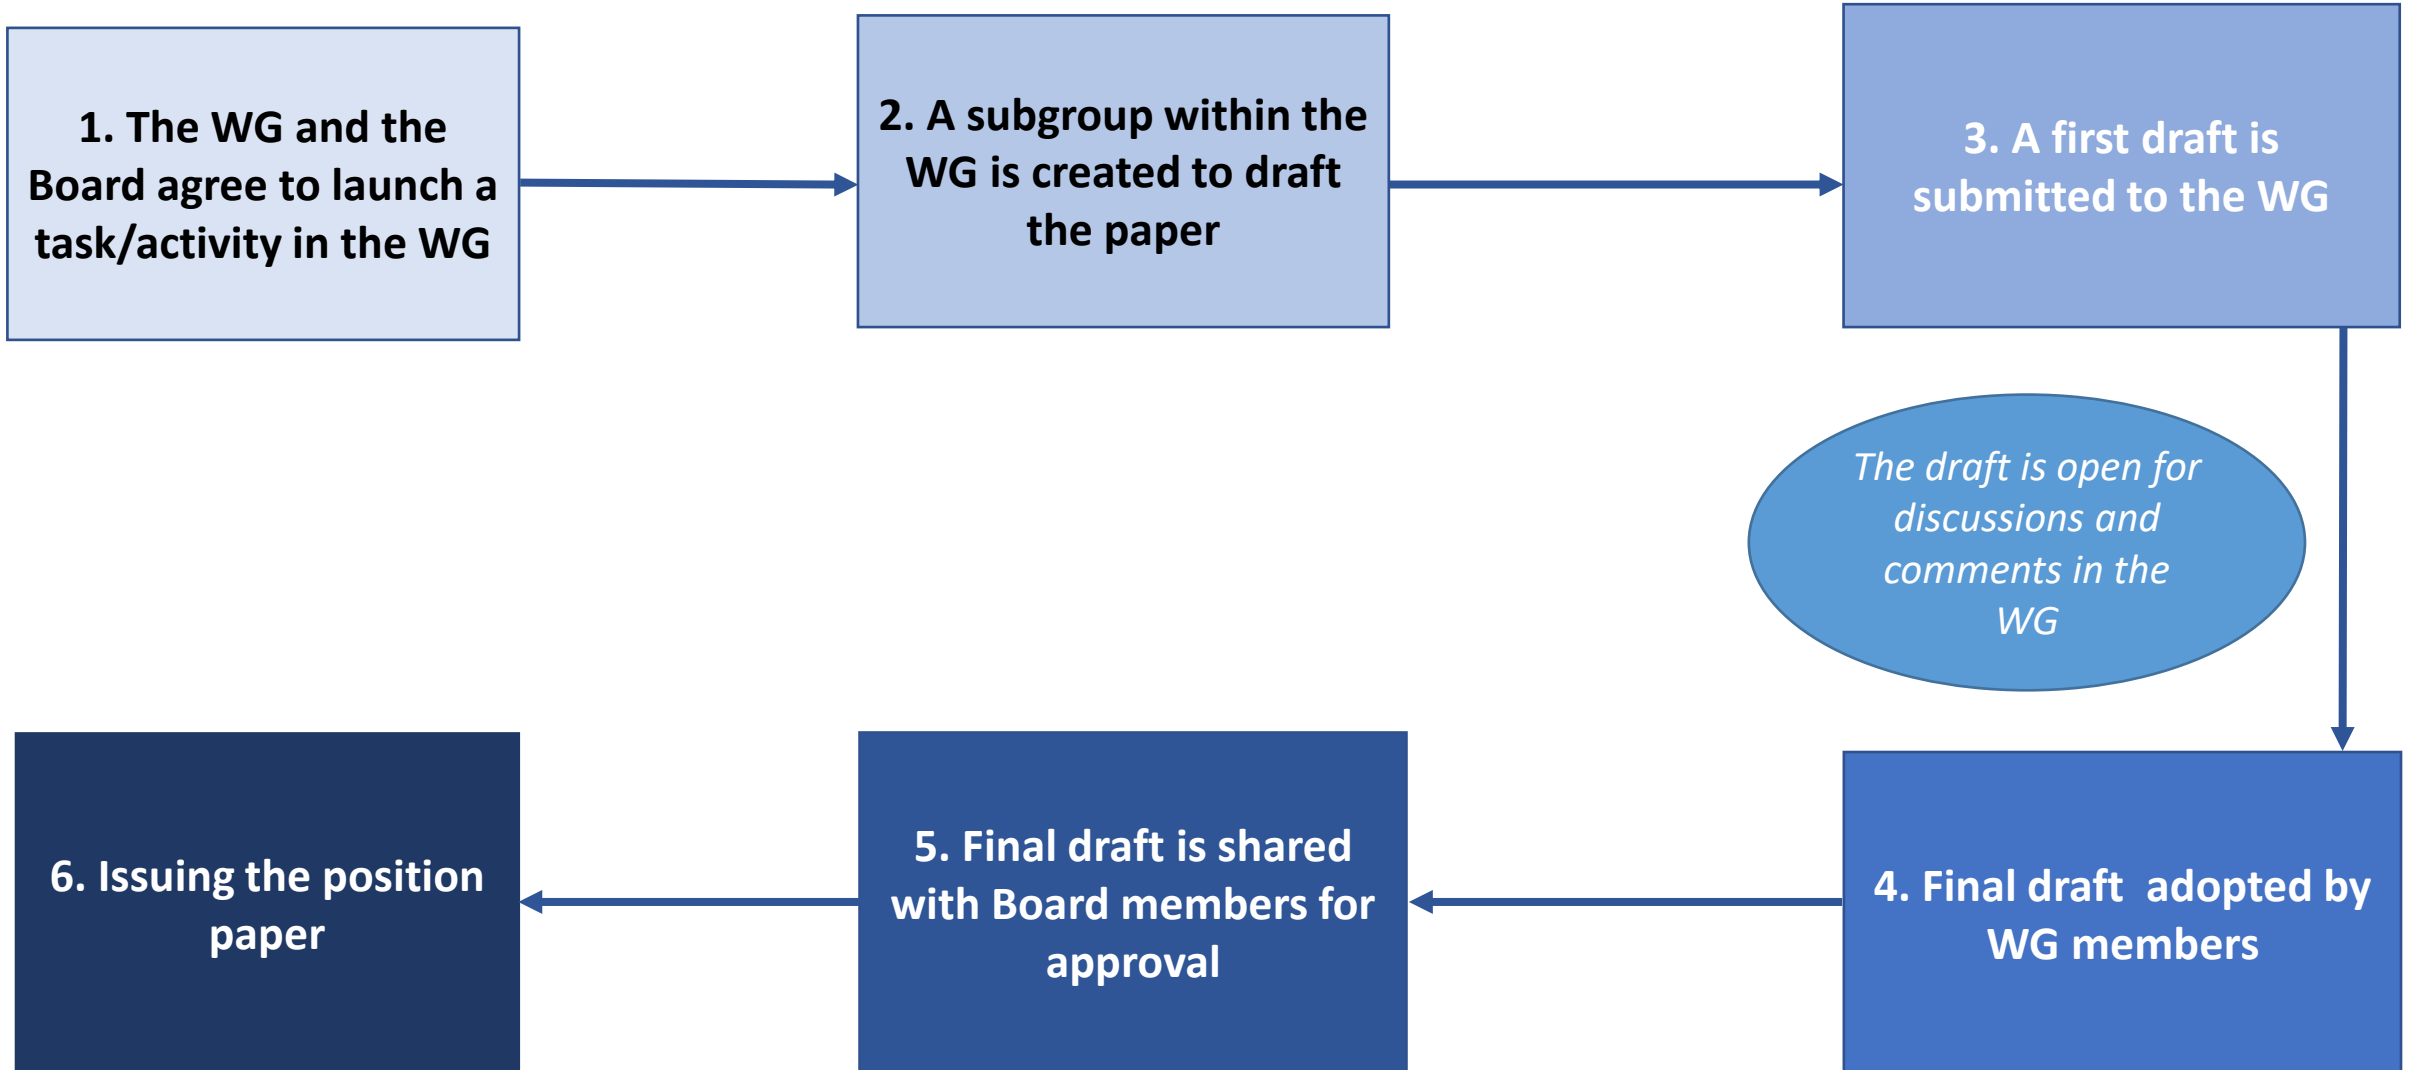 1. The WG and the
Board agree to launch a
task/activity in the WG
2. A subgroup within the
WG is created to draft
the paper
3. A first draft is
submitted to the WG
The draft is open for
discussions and
comments in the
WG
4. Final draft  adopted by
WG members
5. Final draft is shared
with Board members for
approval
6. Issuing the position
paper